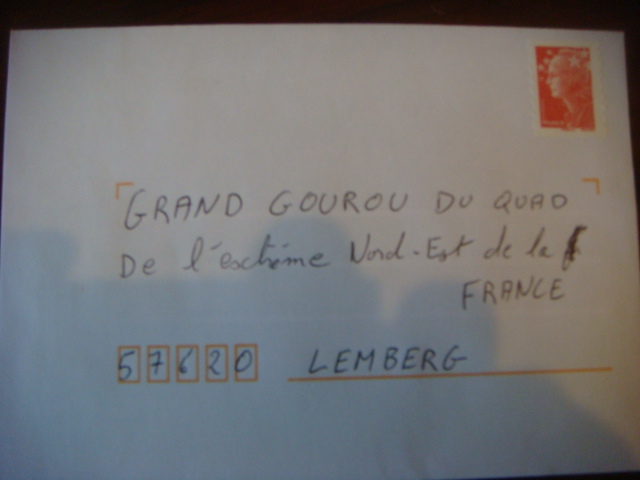 GRAND GOUROU DU QUAD
De l'extrême Nord-Est de la
FRANCE
57620 LEMBERG